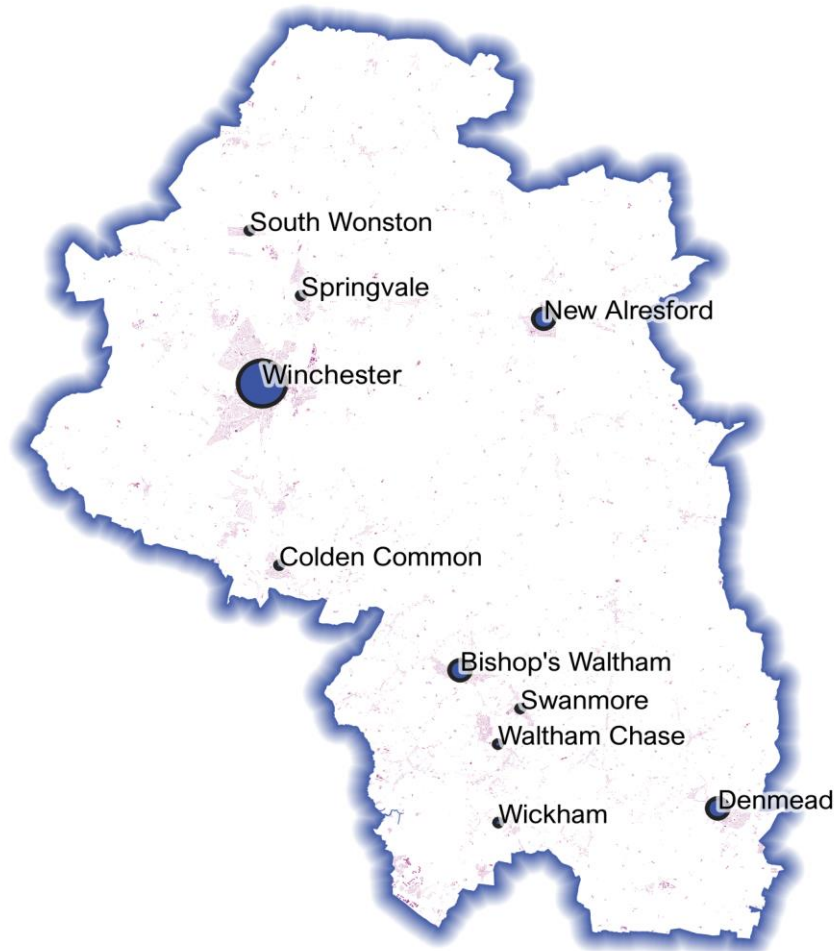 South Wonston
Springvale
New Alresford
Winchester
Colden Common
Bishop's Waltham
Swanmore
Waltham Chase
Denmead
Wickham